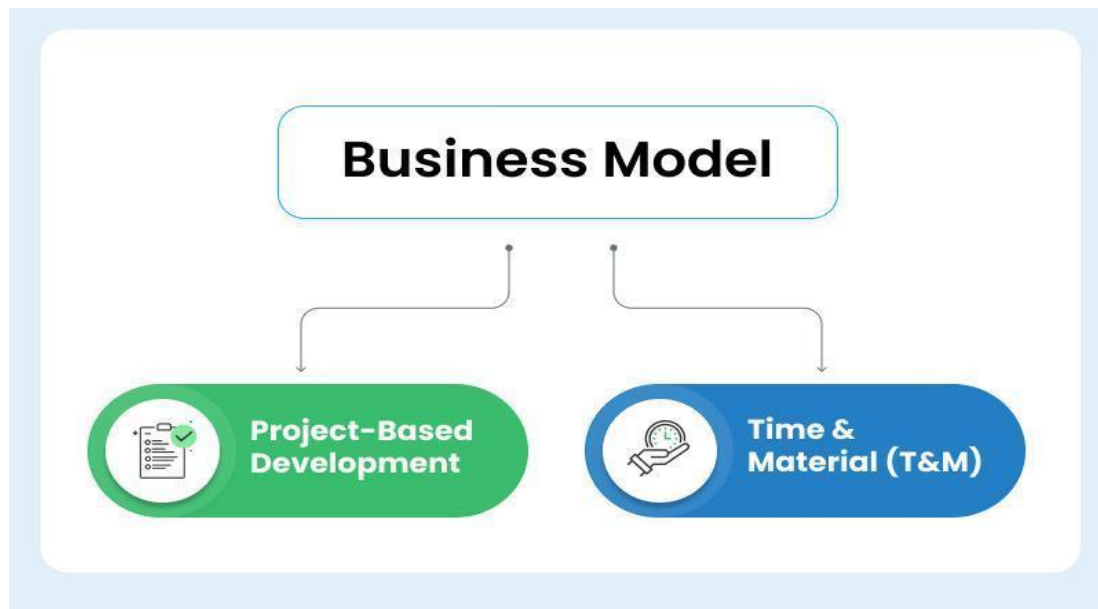 Business Model
Project-Based
Development
Time &
Material (T&M)